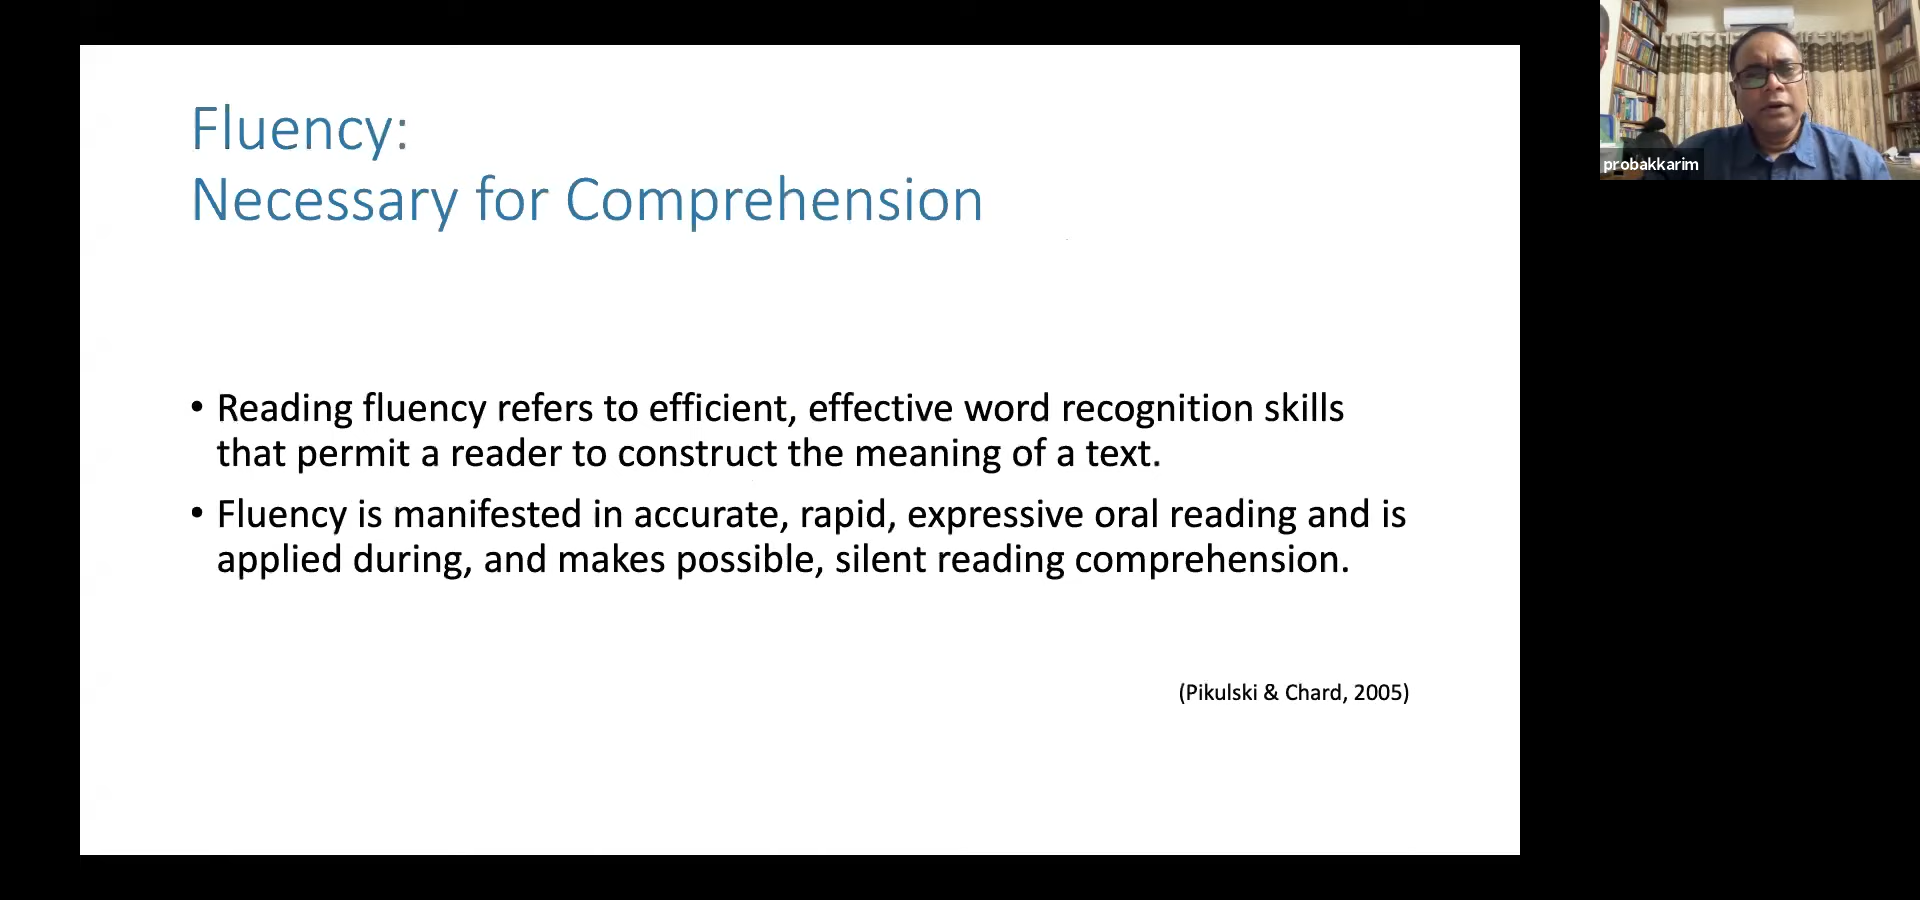 Fluency:
Necessary for Comprehension
• Reading fluency refers to efficient, effective word recognition skills
that permit a reader to construct the meaning of a text.
• Fluency is manifested in accurate, rapid, expressive oral reading and is
applied during, and makes possible, silent reading comprehension.
(Pikulski & Chard, 2005)
probakkarim